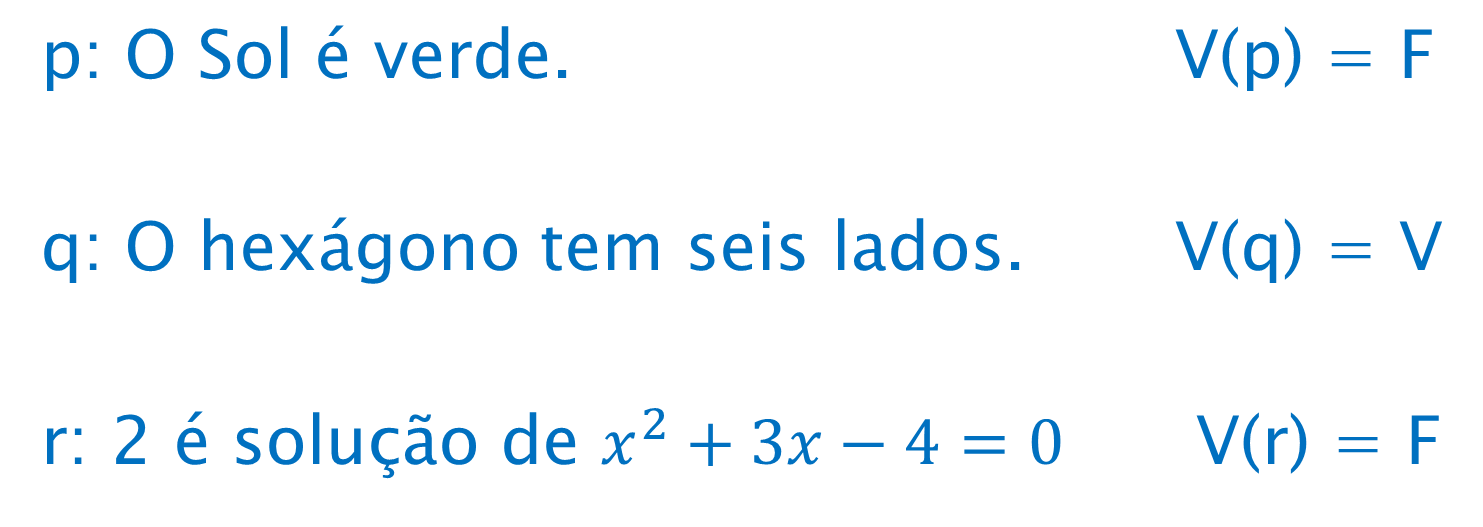 p: O Sol é verde. V(p) = F
q: O hexágono tem seis lados. V(q) = V
r: 2 é solução de x² + 3x − 4 = 0 V(r) = F